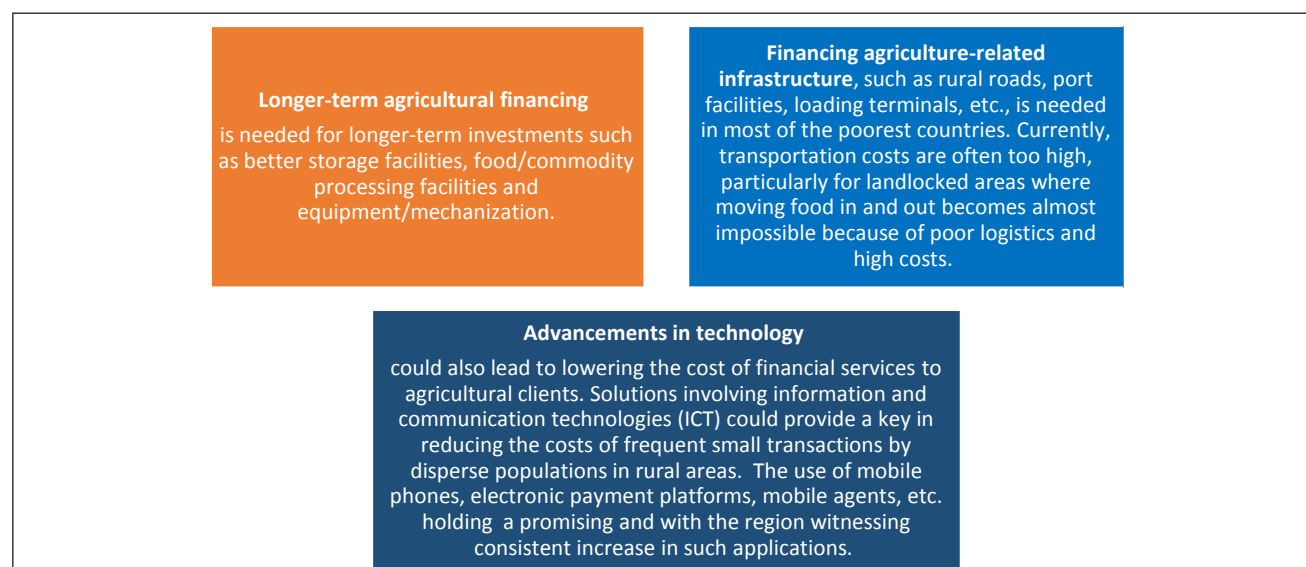 Longer-term agricultural financing
is needed for longer-term investments such
as better storage facilities, food/commodity
processing facilities and
equipment/mechanization.
Financing agriculture-related
infrastructure, such as rural roads, port
facilities, loading terminals, etc., is needed
in most of the poorest countries. Currently,
transportation costs are often too high,
particularly for landlocked areas where
moving food in and out becomes almost
impossible because of poor logistics and
high costs.
Advancements in technology
could also lead to lowering the cost of financial services to
agricultural clients. Solutions involving information and
communication technologies (ICT) could provide a key in
reducing the costs of frequent small transactions by
disperse populations in rural areas.  The use of mobile
phones, electronic payment platforms, mobile agents, etc.
holding  a promising and with the region witnessing
consistent increase in such applications.